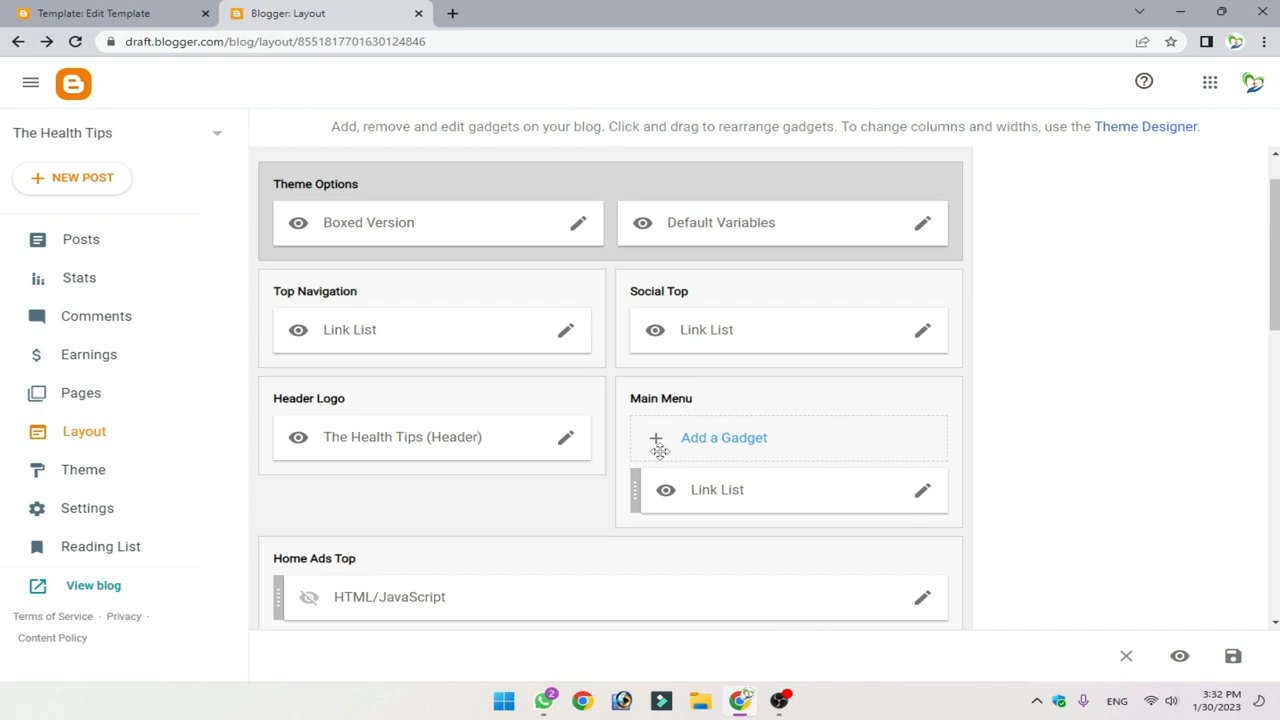 Template: Edit Template
Blogger: Layout
draft.blogger.com/blog/layout/8551817701630124846
Add, remove and edit gadgets on your blog. Click and drag to rearrange gadgets. To change columns and widths, use the Theme Designer.
The Health Tips
NEW POST
Posts
Stats
Comments
Earnings
Pages
Layout
Theme
Settings
Reading List
View blog
Terms of Service · Privacy ·
Content Policy
Theme Options
Boxed Version
Default Variables
Top Navigation
Link List
Social Top
Link List
Header Logo
The Health Tips (Header)
Main Menu
Add a Gadget
Link List
Home Ads Top
HTML/JavaScript
2
ENG
3:32 PM
1/30/2023